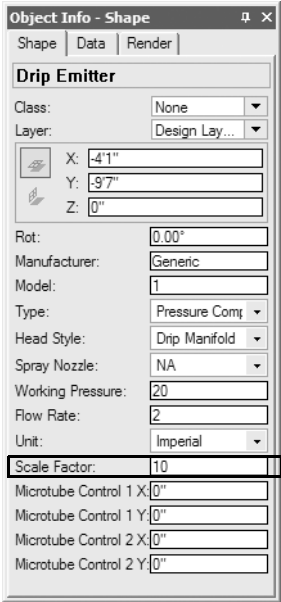 Object Info - Shape
Shape Data Render
Drip Emitter
Class: None
Layer: Design Lay...
X: -4'1"
Y: -9'7"
Z: 0"
Rot: 0.00°
Manufacturer: Generic
Model: 1
Type: Pressure Comp
Head Style: Drip Manifold
Spray Nozzle: NA
Working Pressure: 20
Flow Rate: 2
Unit: Imperial
Scale Factor: 10
Microtube Control 1 X: 0"
Microtube Control 1 Y: 0"
Microtube Control 2 X: 0"
Microtube Control 2 Y: 0"